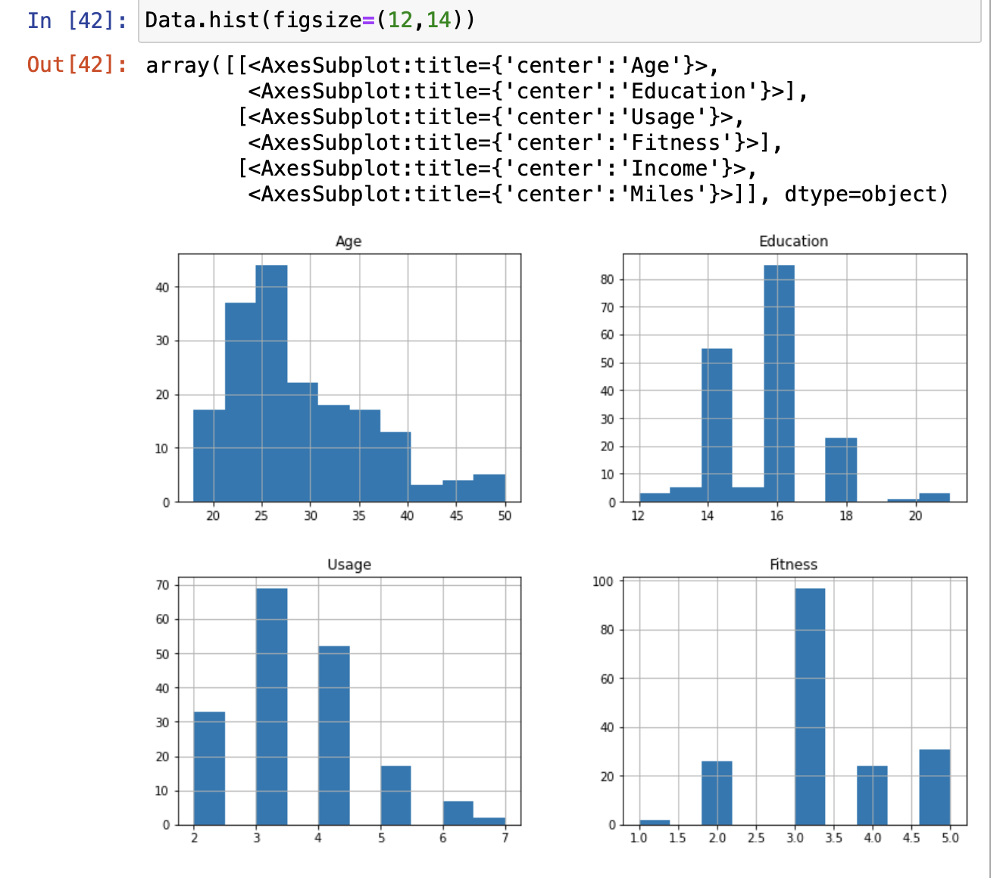 In [42]: Data.hist(figsize=(12,14))
Out[42]: array([[<AxesSubplot:title={'center':'Age'}>,
<AxesSubplot:title={'center':'Education'}>],
[<AxesSubplot:title={'center':'Usage'}>,
<AxesSubplot:title={'center':'Fitness'}>],
[<AxesSubplot:title={'center':'Income'}>,
<AxesSubplot:title={'center':'Miles'}>]], dtype=object)
Age
40
30
20
10
0
20 25 30 35 40 45 50
Education
80
70
60
50
40
30
20
10
0
12 14 16 18 20
Usage
70
60
50
40
30
20
10
0
2 3 4 5 6 7
Fitness
100
80
60
40
20
0
1.0 1.5 2.0 2.5 3.0 3.5 4.0 4.5 5.0